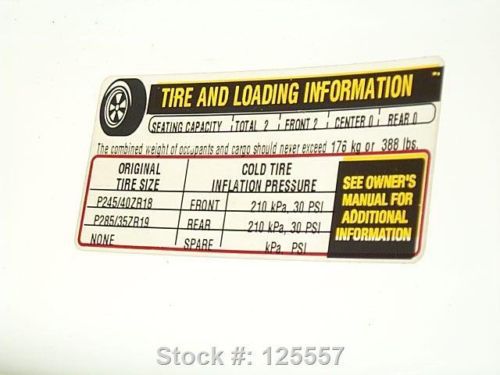 TIRE AND LOADING INFORMATION
SEATING CAPACITY TOTAL 2 FRONT 2 CENTER 0 REAR 0
The combined weight of occupants and cargo should never exceed 176 kg or 388 lbs.
ORIGINAL TIRE SIZE COLD TIRE INFLATION PRESSURE
P245/40ZR18 FRONT 210 kPa, 30 PSI
P285/35ZR19 REAR 210 kPa, 30 PSI
NONE SPARE kPa, PSI
SEE OWNER'S
MANUAL FOR
ADDITIONAL
INFORMATION
Stock #: 125557